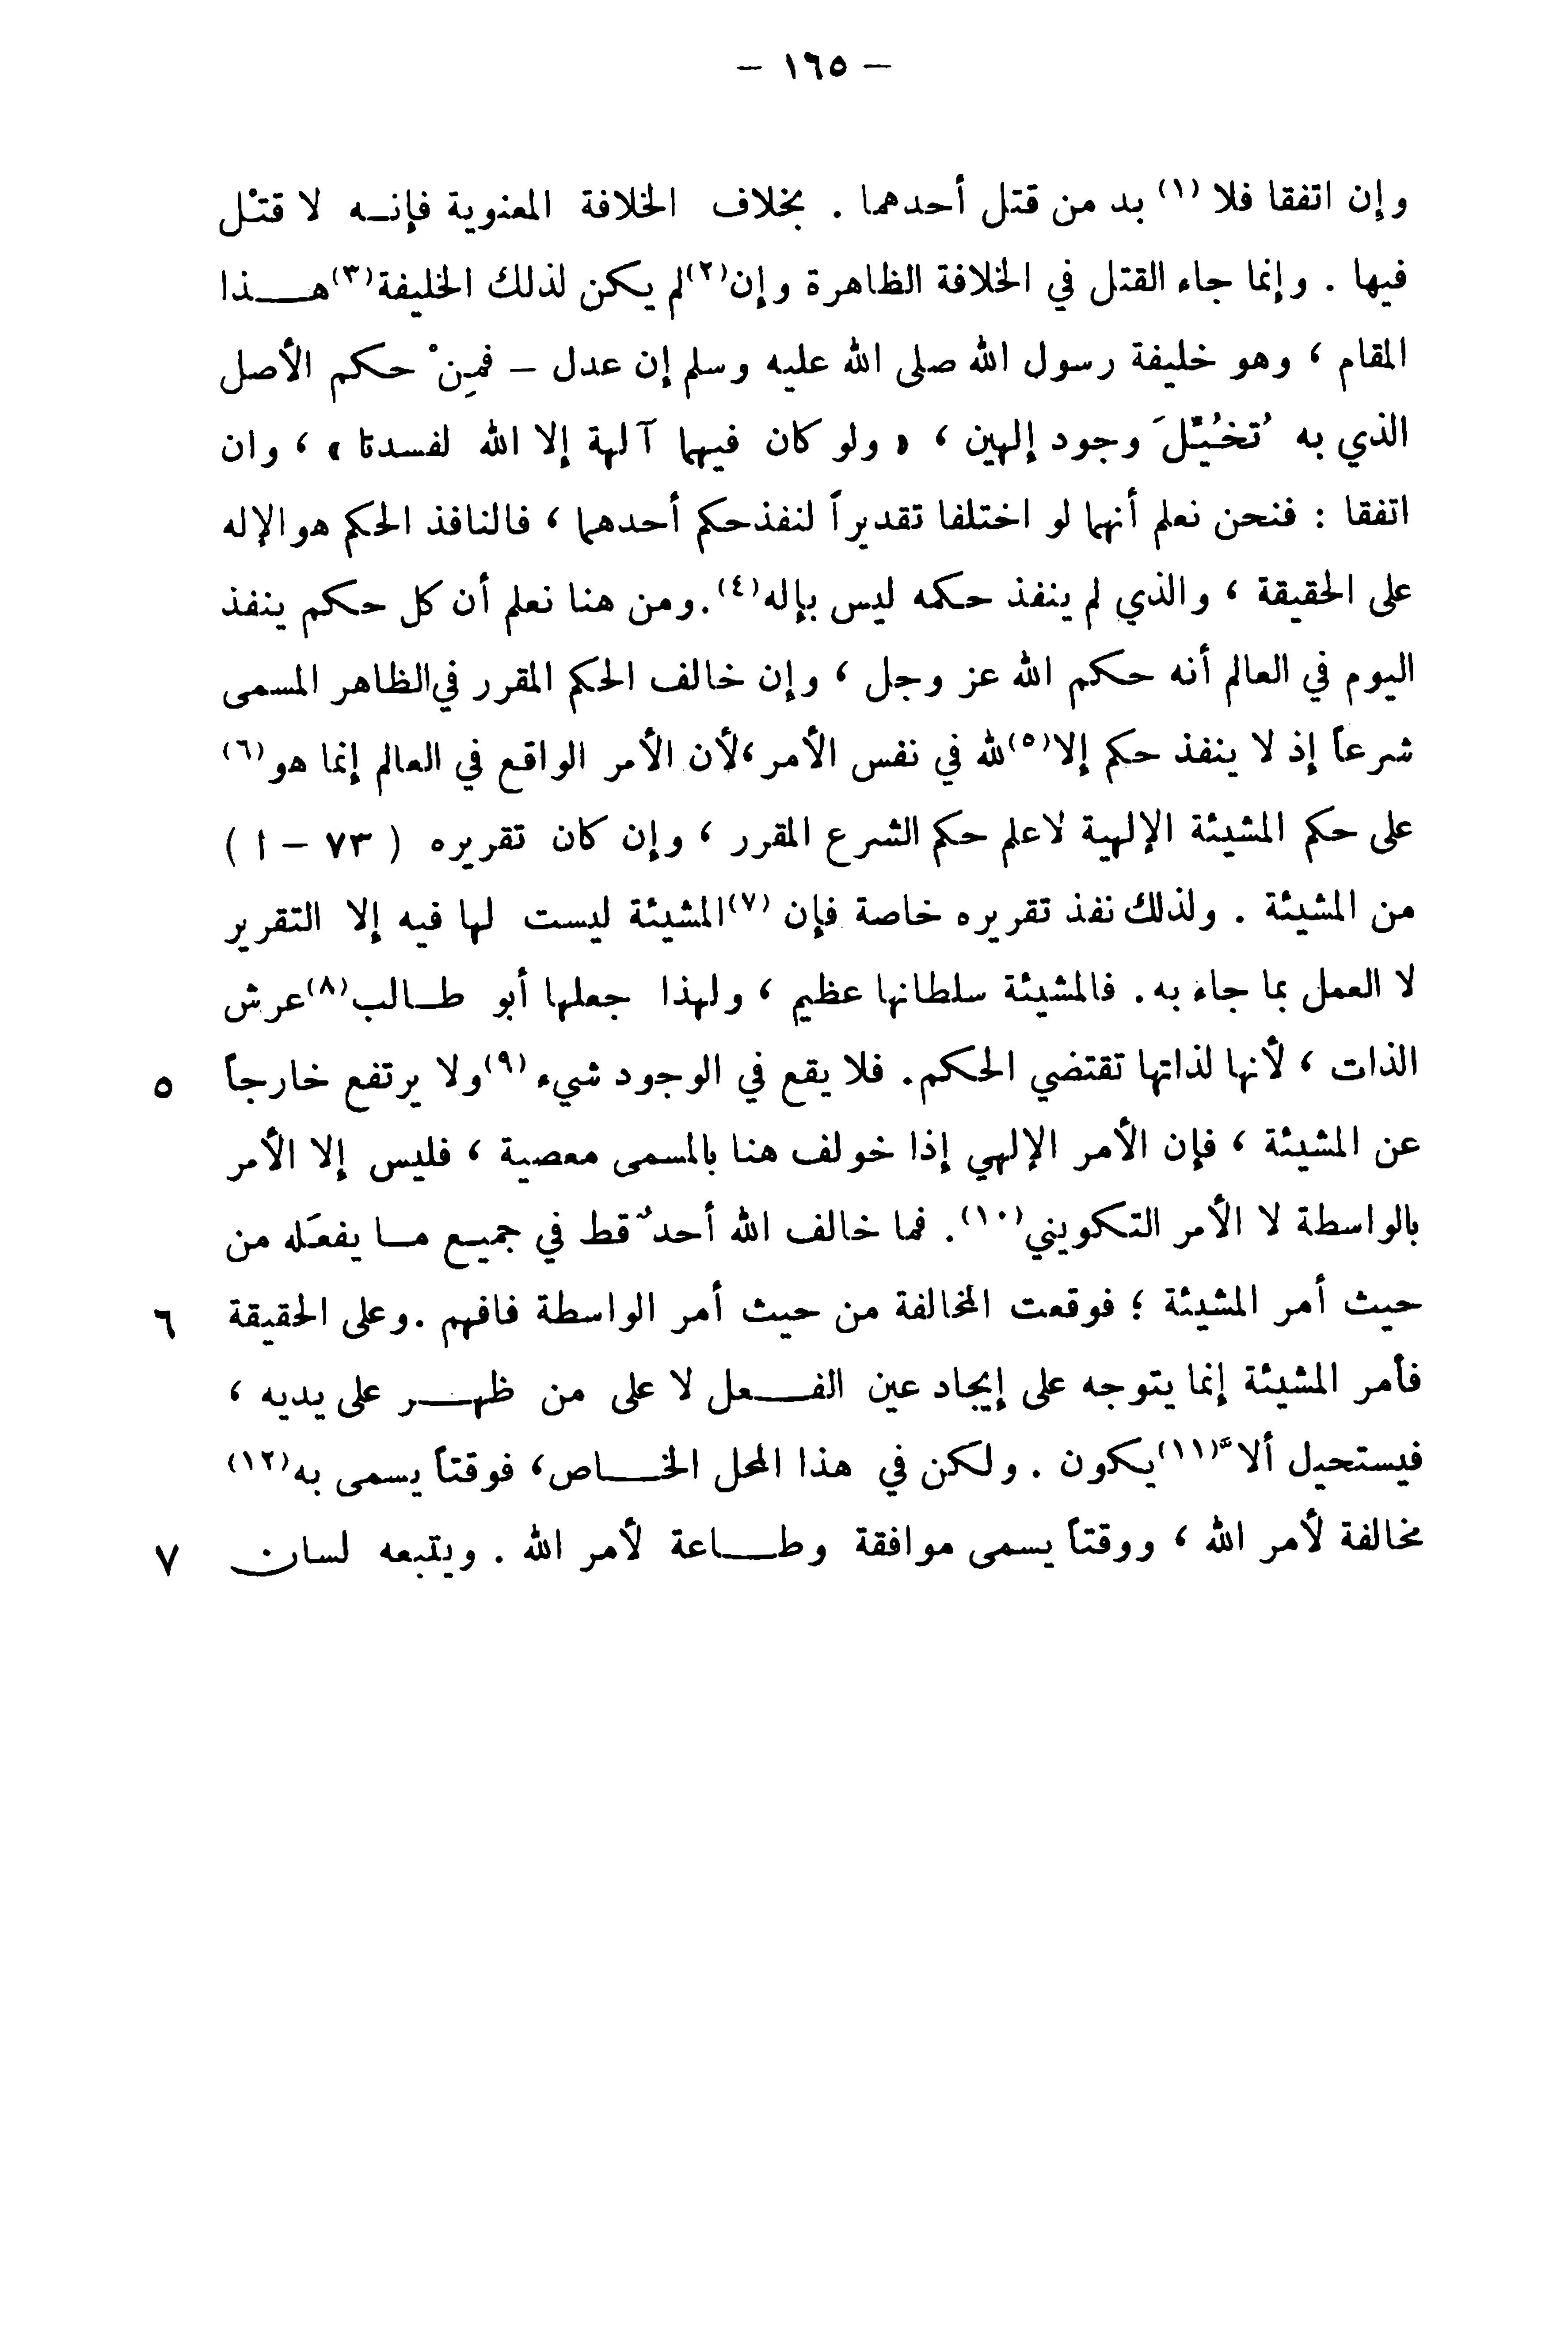 – ١٦٥ –
وإن اتفقا فلا (١) بد من قتل أحدهما . بخلاف الخلافة المعنوية فإنـه لا قتْل
فيها . وإنما جاء القتل في الخلافة الظاهرة وإن(٢)لم يكن لذلك الخليفة(٣)هـــذا
المقام ، وهو خليفة رسول الله صلى الله عليه وسلم إن عدل – فمِنْ حكم الأصل
الذي به تُخُيِّلَ وجود إلهين ، « ولو كان فيهما آلهة إلا الله لفسدتا » ، وان
اتفقا : فنحن نعلم أنهما لو اختلفا تقديراً لنفذحكم أحدهما ، فالنافذ الحكم هوالإله
على الحقيقة ، والذي لم ينفذ حكمه ليس بإله(٤).ومن هنا نعلم أن كل حكم ينفذ
اليوم في العالم أنه حكم الله عز وجل ، وإن خالف الحكم المقرر في الظاهر المسمى
شرعاً إذ لا ينفذ حكم إلا(٥)لله في نفس الأمر،لأن الأمر الواقع في العالم إنما هو(٦)
على حكم المشيئة الإلهية لاعلم حكم الشرع المقرر ، وإن كان تقريره ( ٧٣ – ا )
من المشيئة . ولذلك نفذ تقريره خاصة فإن (٧)المشيئة ليست لها فيه إلا التقرير
لا العمل بما جاء به. فالمشيئة سلطانها عظيم ، ولهذا جعلها أبو طـالب(٨)عرش
الذات ، لأنها لذاتها تقتضي الحكم. فلا يقع في الوجود شيء (٩)ولا يرتفع خارجاً ٥
عن المشيئة ، فإن الأمر الإلهي إذا خولف هنا بالمسمى معصية ، فليس إلا الأمر
بالواسطة لا الأمر التكويني(١٠). فما خالف الله أحدٌ قط في جميع مـا يفعَله من
حيث أمر المشيئة ؛ فوقعت المخالفة من حيث أمر الواسطة فافهم .وعلى الحقيقة ٦
فأمر المشيئة إنما يتوجه على إيجاد عين الفــعل لا على من ظهــر على يديه ،
فيستحيل ألاَّ(١١)يكون . ولكن في هذا المحل الخــاص، فوقتاً يسمى به(١٢)
مخالفة لأمر الله ، ووقتاً يسمى موافقة وطــاعة لأمر الله . ويتبعه لسان ٧